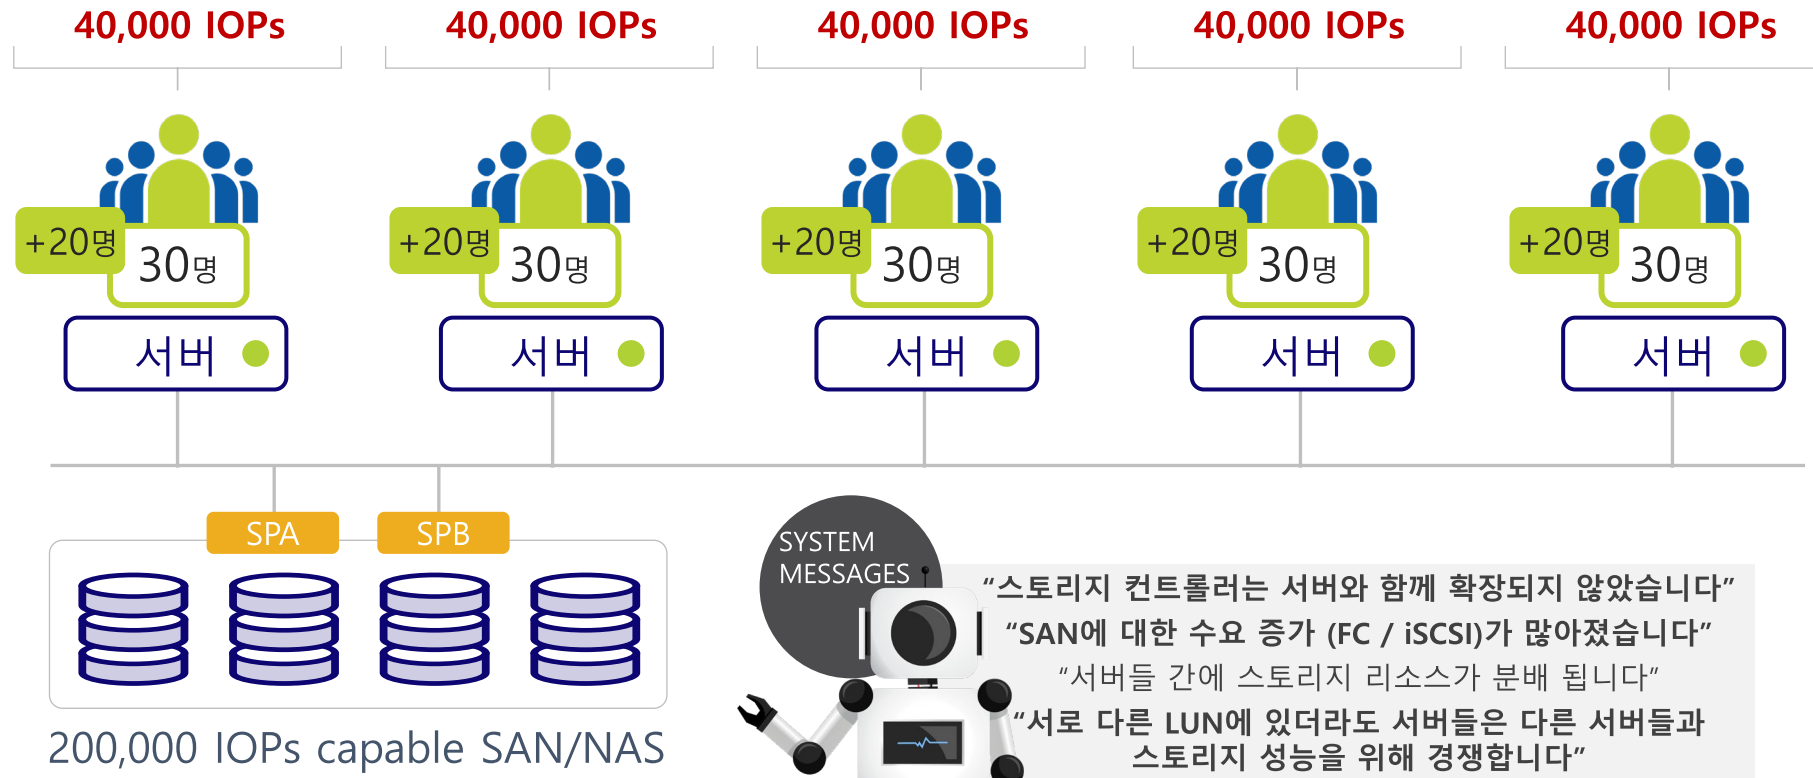 40,000 IOPs 40,000 IOPs 40,000 IOPs 40,000 IOPs 40,000 IOPs
+20명 30명 +20명 30명 +20명 30명 +20명 30명 +20명 30명
서버 서버 서버 서버 서버
SPA SPB
200,000 IOPs capable SAN/NAS
SYSTEM
MESSAGES
“스토리지 컨트롤러는 서버와 함께 확장되지 않았습니다”
“SAN에 대한 수요 증가 (FC / iSCSI)가 많아졌습니다”
“서버들 간에 스토리지 리소스가 분배 됩니다”
“서로 다른 LUN에 있더라도 서버들은 다른 서버들과
스토리지 성능을 위해 경쟁합니다”